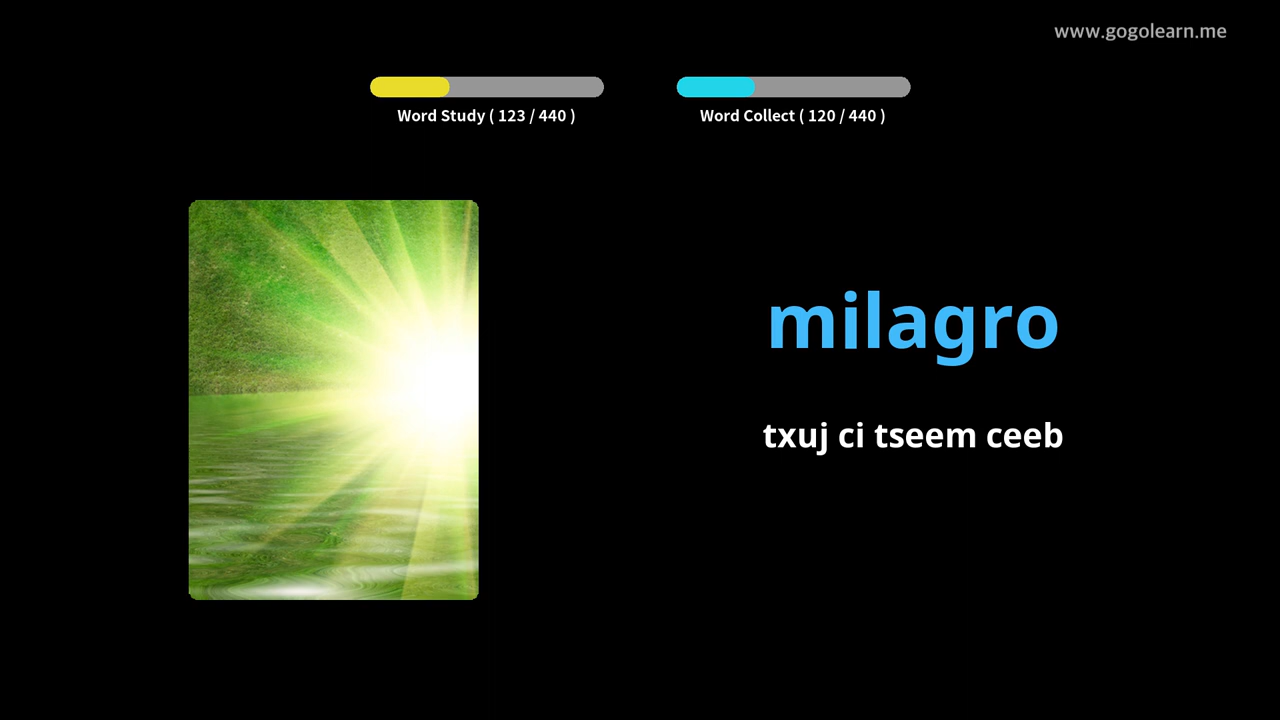 www.gogolearn.me
Word Study ( 123 / 440 )
Word Collect ( 120 / 440 )
milagro
txuj ci tseem ceeb